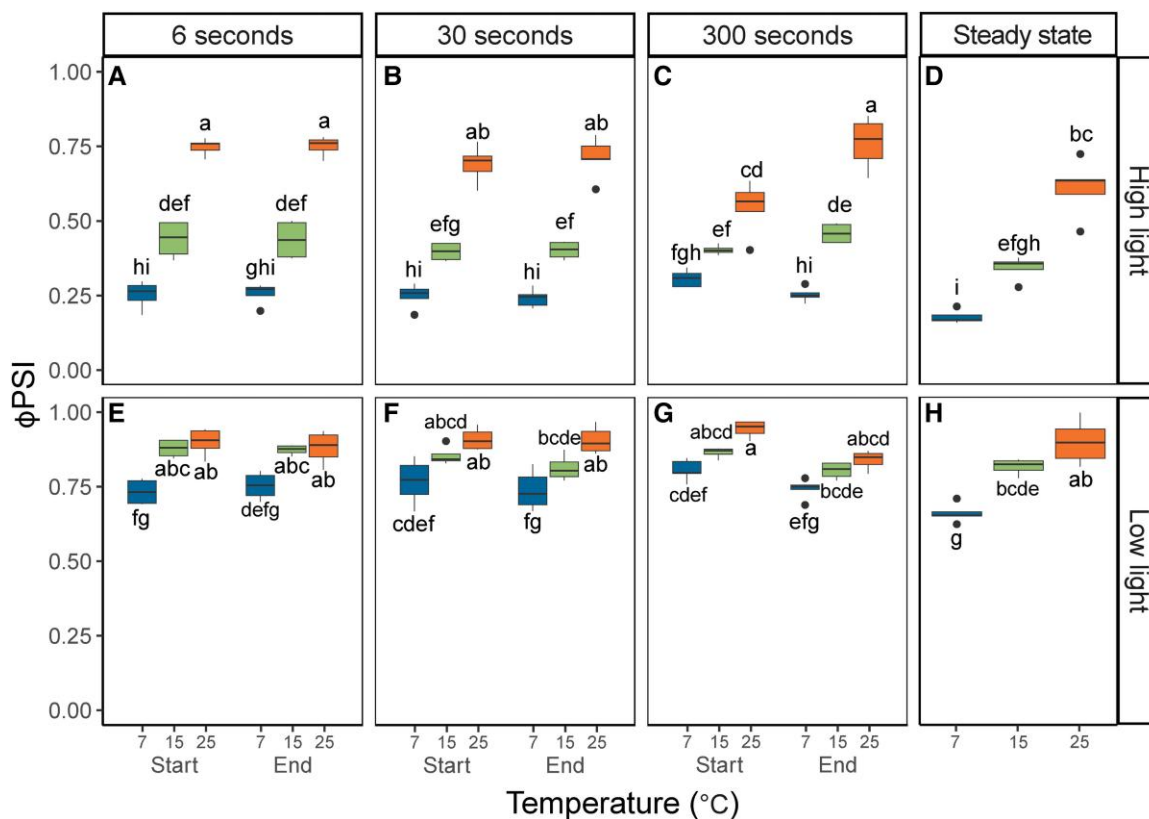 6 seconds 30 seconds 300 seconds Steady state
A B C D
1.00
0.75
0.50
0.25
0.00
hi def a ghi def a
hi efg ab hi ef ab
fgh ef cd hi de a
i efgh bc
High light
ϕPSI
E F G H
1.00
0.75
0.50
0.25
0.00
fg abc ab defg abc ab
cdef abcd ab fg bcde ab
cdef abcd a efg bcde abcd
g bcde ab
Low light
7 15 25 7 15 25 7 15 25 7 15 25 7 15 25 7 15 25 7 15 25
Start End Start End Start End
Temperature (°C)